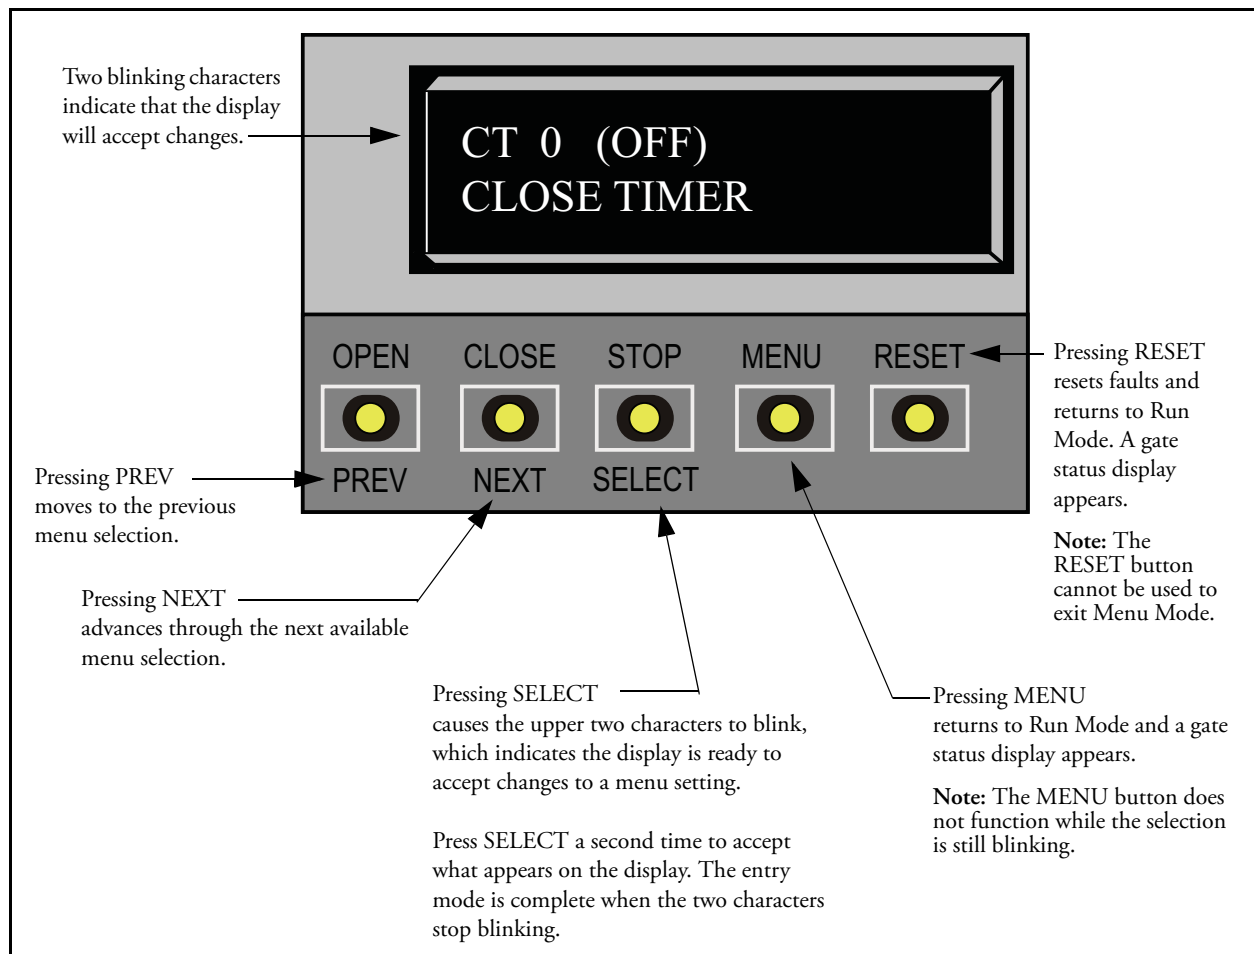 Two blinking characters
indicate that the display
will accept changes.
CT 0 (OFF)
CLOSE TIMER
OPEN CLOSE STOP MENU RESET
PREV NEXT SELECT
Pressing RESET
resets faults and
returns to Run
Mode. A gate
status display
appears.
Note: The
RESET button
cannot be used to
exit Menu Mode.
Pressing PREV
moves to the previous
menu selection.
Pressing NEXT
advances through the next available
menu selection.
Pressing SELECT
causes the upper two characters to blink,
which indicates the display is ready to
accept changes to a menu setting.
Press SELECT a second time to accept
what appears on the display. The entry
mode is complete when the two characters
stop blinking.
Pressing MENU
returns to Run Mode and a gate
status display appears.
Note: The MENU button does
not function while the selection
is still blinking.